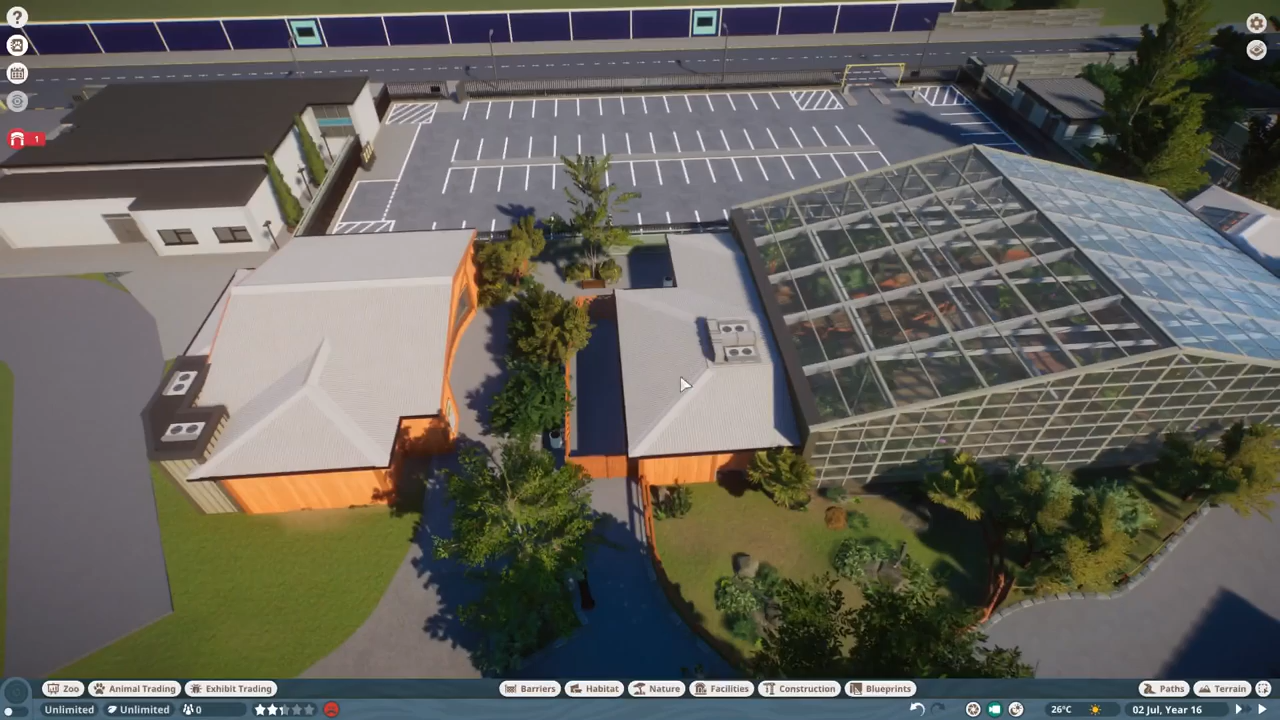 ?
1
Zoo
Animal Trading
Exhibit Trading
Barriers
Habitat
Nature
Facilities
Construction
Blueprints
Paths
Terrain
Unlimited
Unlimited
0
26°C
02 Jul, Year 16